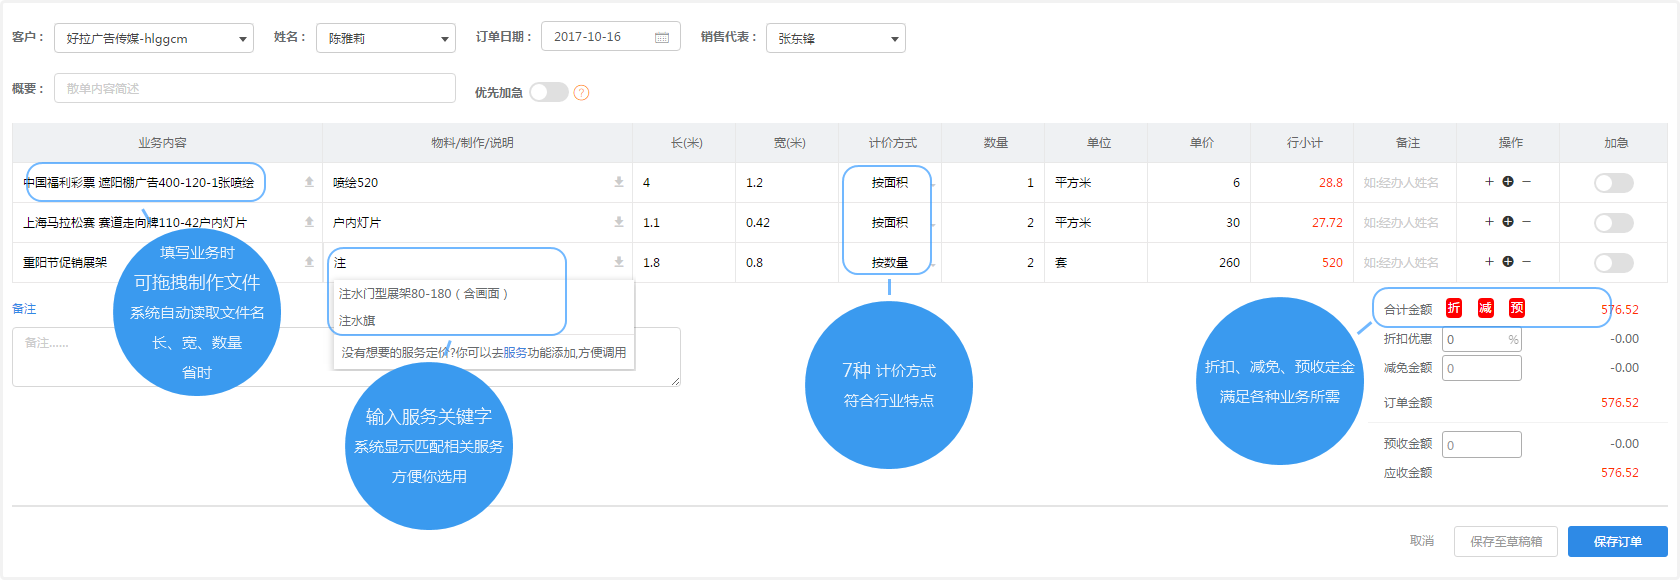 客户： 好拉广告传媒-hlggcm 姓名： 陈雅莉 订单日期： 2017-10-16 销售代表： 张东锋
概要： 散单内容简述 优先加急 ?
业务内容 物料/制作/说明 长(米) 宽(米) 计价方式 数量 单位 单价 行小计 备注 操作 加急
中国福利彩票 遮阳棚广告400-120-1张喷绘 喷绘520 4 1.2 按面积 1 平方米 6 28.8 如:经办人姓名
上海马拉松赛 赛道走向牌110-42户内灯片 户内灯片 1.1 0.42 按面积 2 平方米 30 27.72 如:经办人姓名
重阳节促销展架 注 1.8 0.8 按数量 2 套 260 520 如:经办人姓名
注水门型展架80-180（含画面）
注水旗
没有想要的服务定价?你可以去服务功能添加,方便调用
备注
备注......
填写业务时
可拖拽制作文件
系统自动读取文件名
长、宽、数量
省时
输入服务关键字
系统显示匹配相关服务
方便你选用
7种 计价方式
符合行业特点
折扣、减免、预收定金
满足各种业务所需
合计金额 折 减 预 576.52
折扣优惠 0 % -0.00
减免金额 0 -0.00
订单金额 576.52
预收金额 0 -0.00
应收金额 576.52
取消 保存至草稿箱 保存订单